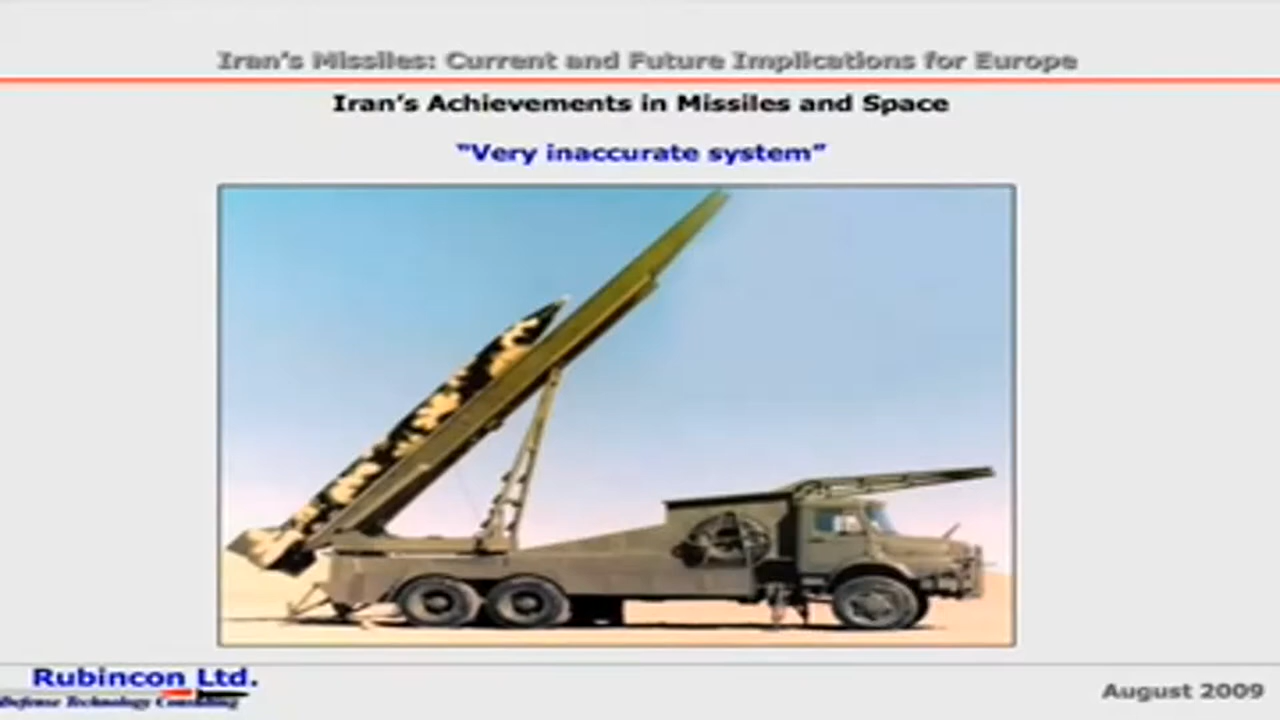 Iran's Missiles: Current and Future Implications for Europe
Iran's Achievements in Missiles and Space
“Very inaccurate system”
Rubincon Ltd.
Defense Technology Consulting
August 2009